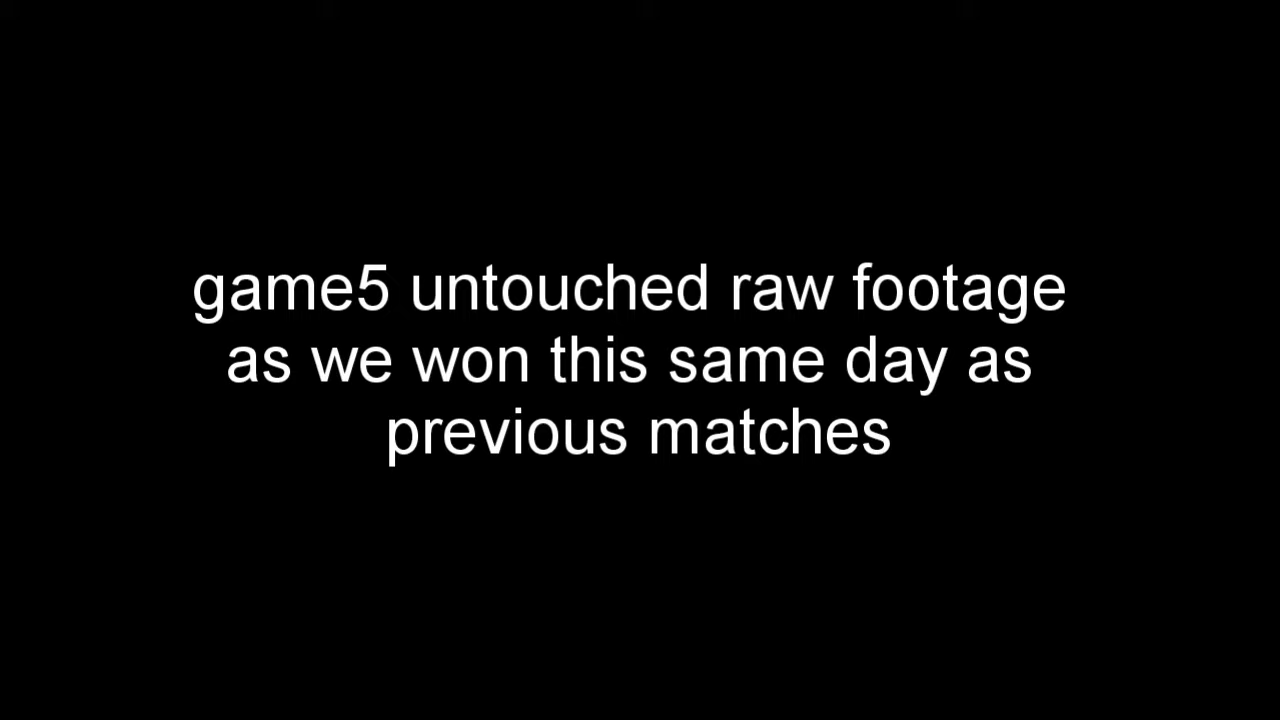 game5 untouched raw footage
as we won this same day as
previous matches